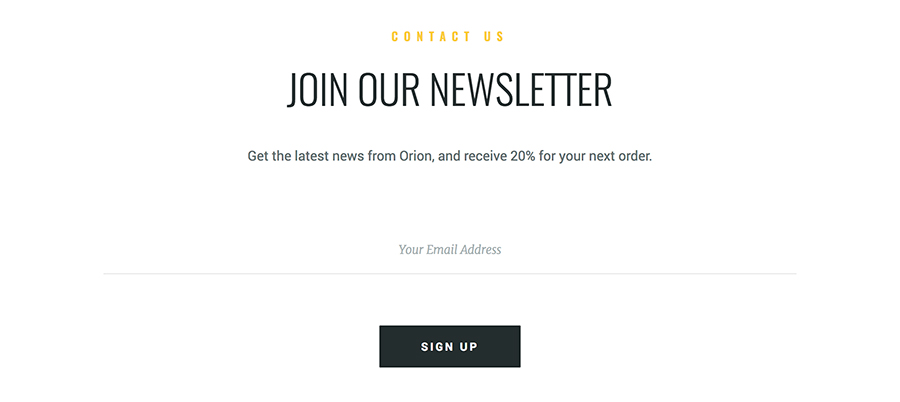 CONTACT US
JOIN OUR NEWSLETTER
Get the latest news from Orion, and receive 20% for your next order.
Your Email Address
SIGN UP